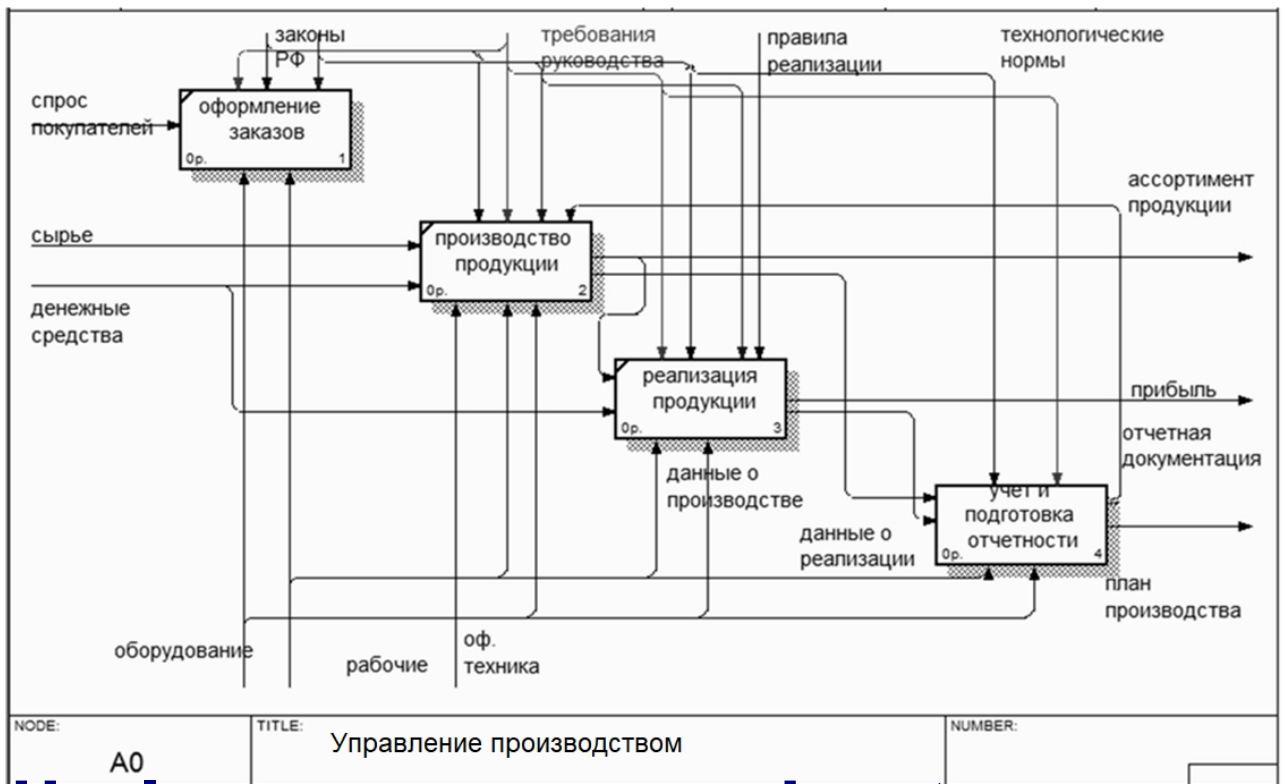 законы
РФ
требования
руководства
правила
реализации
технологические
нормы
спрос
покупателей
оформление
заказов
0р.
1
ассортимент
продукции
сырье
производство
продукции
0р.
2
денежные
средства
реализация
продукции
0р.
3
прибыль
отчетная
документация
данные о
производстве
учет и
подготовка
отчетности
0р.
4
данные о
реализации
план
производства
оборудование
рабочие
оф.
техника
NODE:
A0
TITLE:
Управление производством
NUMBER: